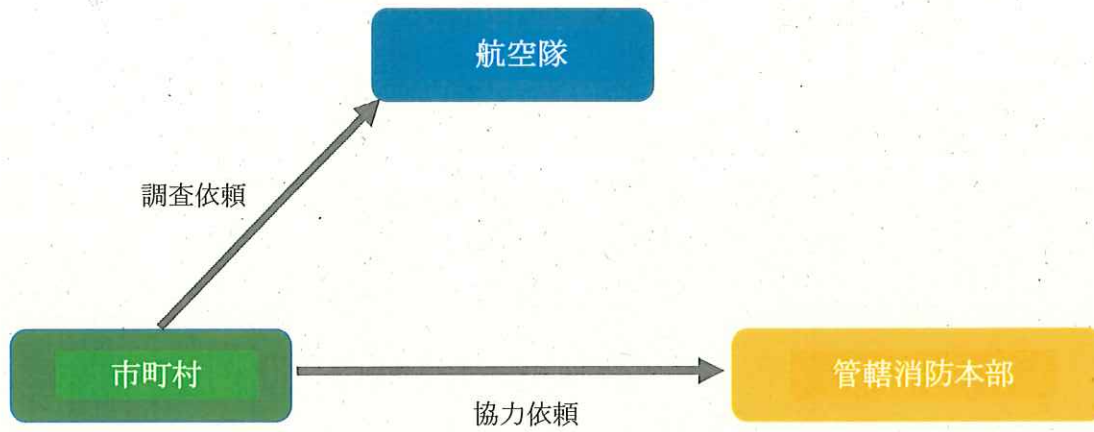 航空隊
調査依頼
市町村
管轄消防本部
協力依頼